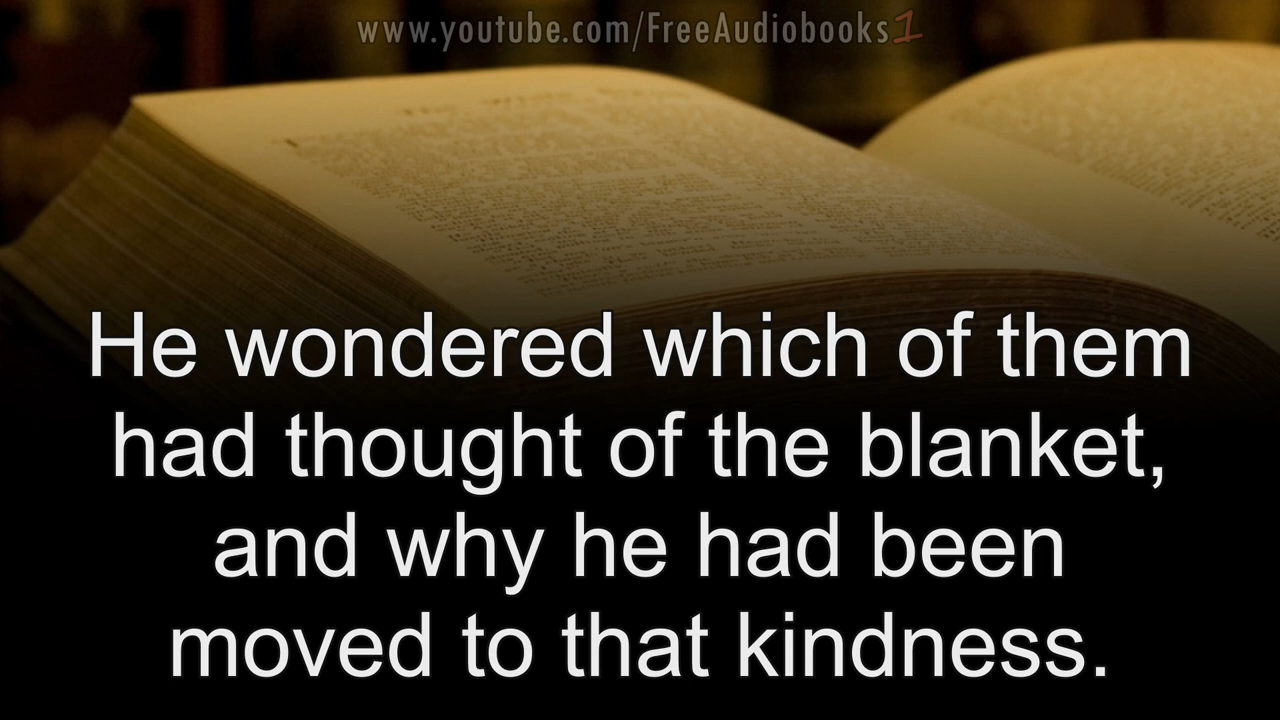 www.youtube.com/FreeAudiobooks1
He wondered which of them
had thought of the blanket,
and why he had been
moved to that kindness.